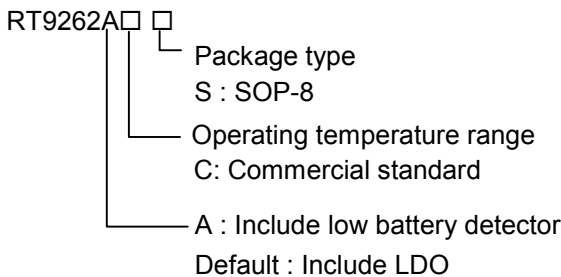 RT9262A□ □
Package type
S : SOP-8
Operating temperature range
C: Commercial standard
A : Include low battery detector
Default : Include LDO